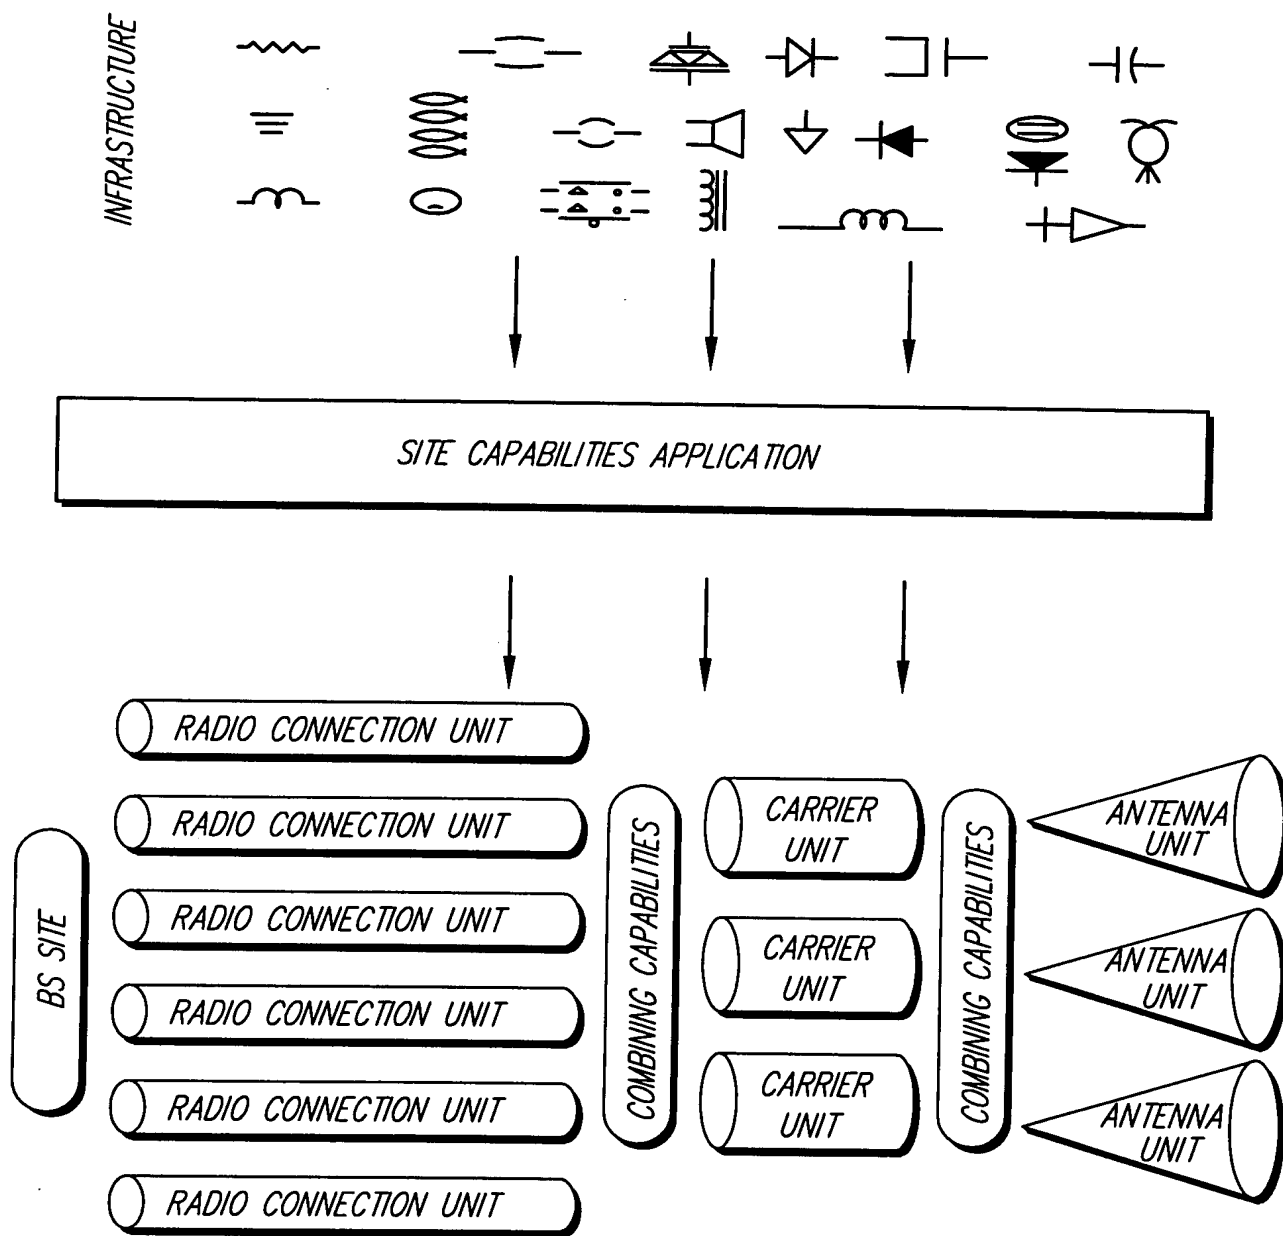 INFRASTRUCTURE
SITE CAPABILITIES APPLICATION
BS SITE
RADIO CONNECTION UNIT
RADIO CONNECTION UNIT
RADIO CONNECTION UNIT
RADIO CONNECTION UNIT
RADIO CONNECTION UNIT
RADIO CONNECTION UNIT
COMBINING CAPABILITIES
CARRIER
UNIT
CARRIER
UNIT
CARRIER
UNIT
COMBINING CAPABILITIES
ANTENNA
UNIT
ANTENNA
UNIT
ANTENNA
UNIT